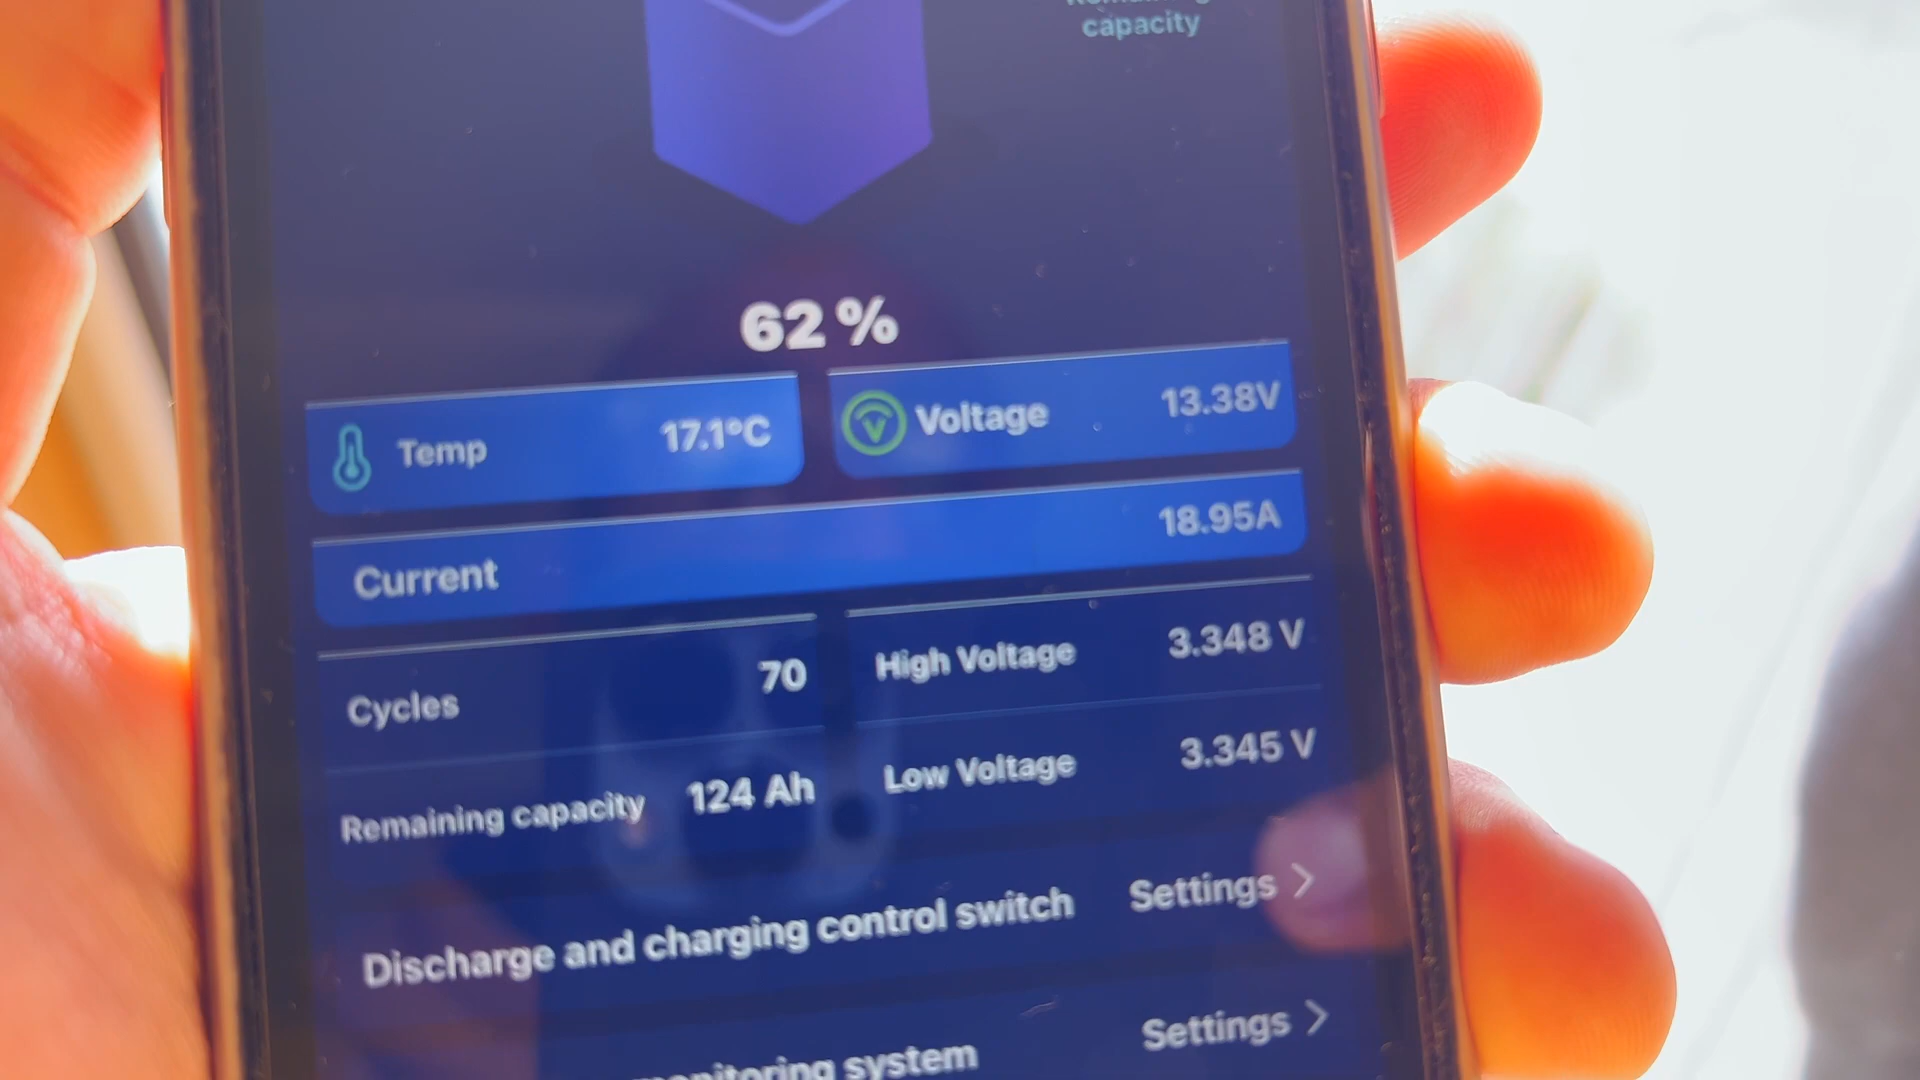 capacity
62 %
Temp 17.1°C
Voltage 13.38V
Current 18.95A
Cycles 70
High Voltage 3.348 V
Remaining capacity 124 Ah
Low Voltage 3.345 V
Discharge and charging control switch Settings
system Settings